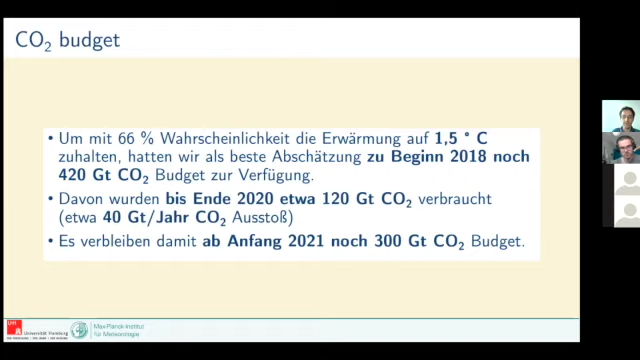 CO₂ budget
• Um mit 66 % Wahrscheinlichkeit die Erwärmung auf 1,5 ° C
zuhalten, hatten wir als beste Abschätzung zu Beginn 2018 noch
420 Gt CO₂ Budget zur Verfügung.
• Davon wurden bis Ende 2020 etwa 120 Gt CO₂ verbraucht
(etwa 40 Gt/Jahr CO₂ Ausstoß)
• Es verbleiben damit ab Anfang 2021 noch 300 Gt CO₂ Budget.
Universität Hamburg
Max-Planck-Institut
für Meteorologie